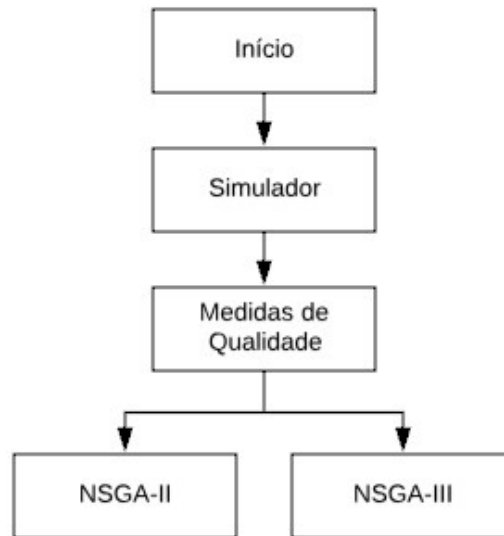 Início
Simulador
Medidas de
Qualidade
NSGA-II
NSGA-III